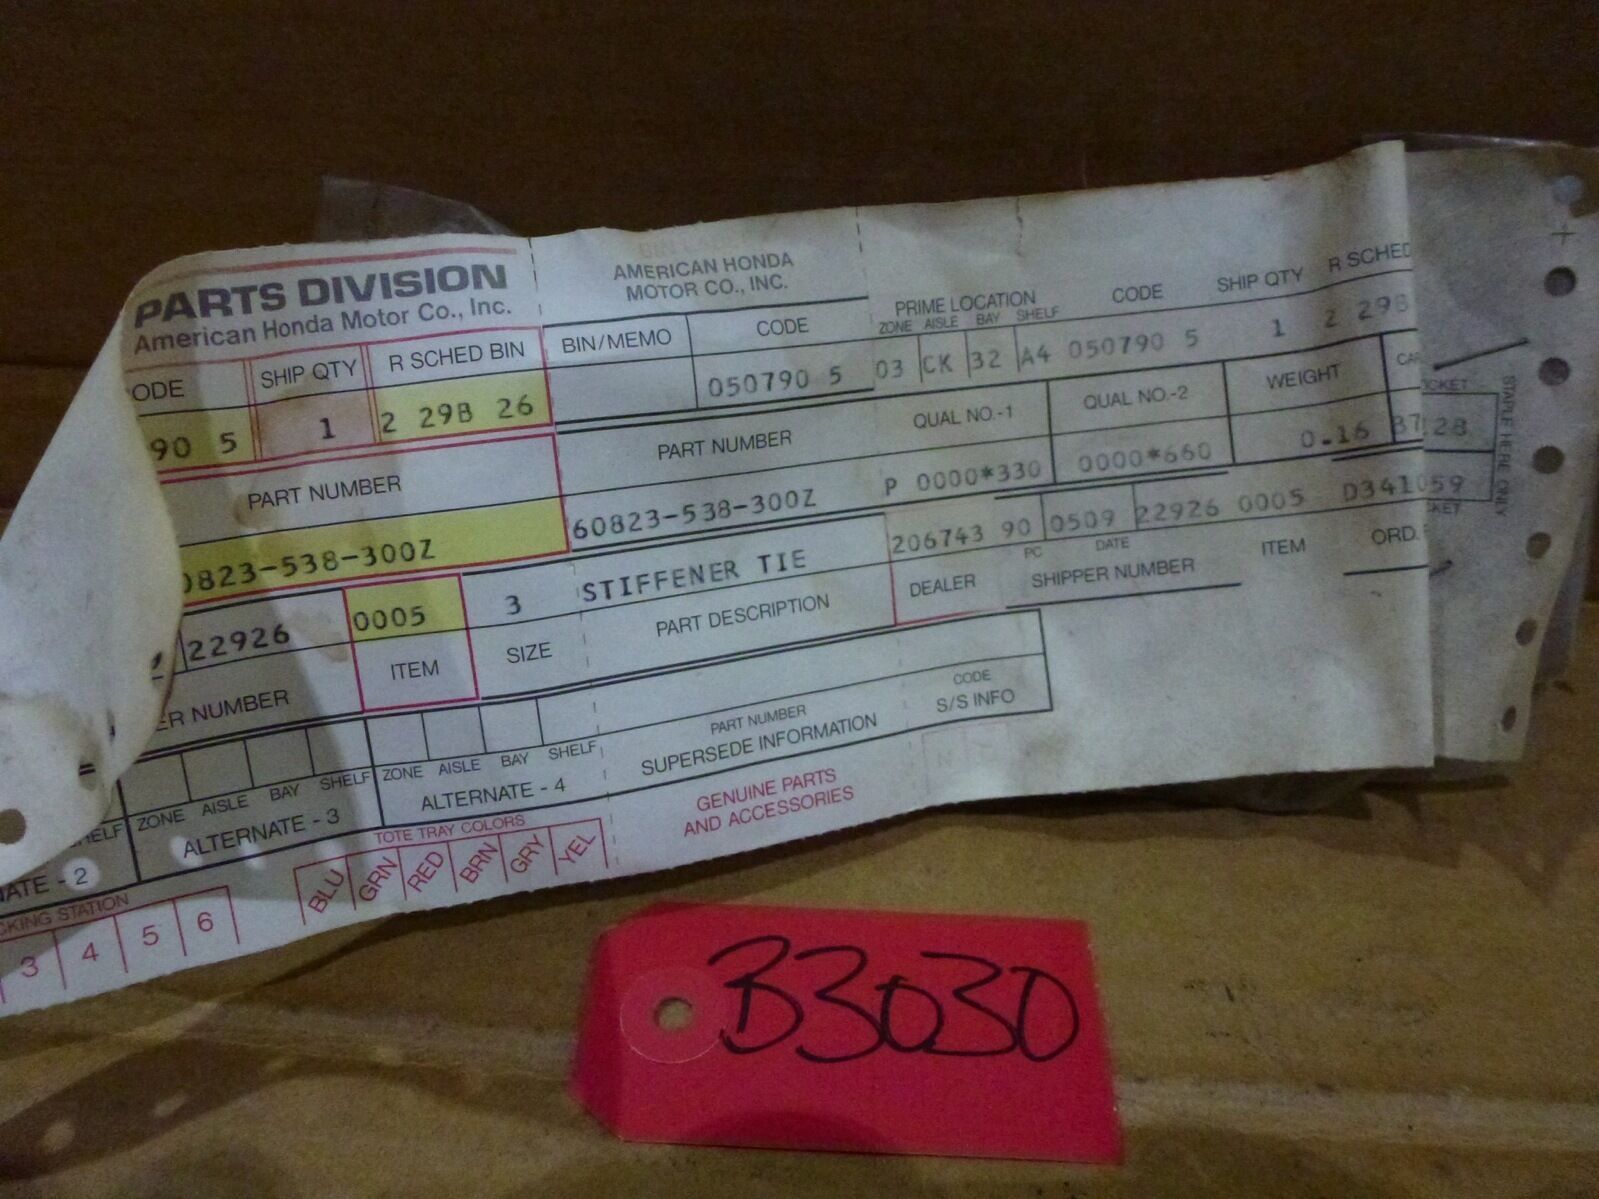 PARTS DIVISION
American Honda Motor Co., Inc.
ODE SHIP QTY R SCHED BIN
90 5 1 2 29B 26
PART NUMBER
0823-538-300Z
22926 0005 3
ER NUMBER ITEM SIZE
AMERICAN HONDA
MOTOR CO., INC.
BIN/MEMO CODE
050790 5
PART NUMBER
60823-538-300Z
STIFFENER TIE
PART DESCRIPTION
PRIME LOCATION CODE SHIP QTY R SCHED
ZONE AISLE BAY SHELF
03 CK 32 A4 050790 5 1 2 29B
QUAL NO.-1 QUAL NO.-2 WEIGHT
P 0000*330 0000*660 0.16
206743 90 0509 22926 0005 D341059
PC DATE
DEALER SHIPPER NUMBER ITEM ORD.
STAPLE HERE ONLY
PART NUMBER CODE
SUPERSEDE INFORMATION S/S INFO
SHELF ZONE AISLE BAY SHELF ZONE AISLE BAY SHELF
NATE - 2 ALTERNATE - 3 ALTERNATE - 4
GENUINE PARTS
AND ACCESSORIES
CKING STATION
3 4 5 6
TOTE TRAY COLORS
BLU GRN RED BRN GRY YEL
B3030